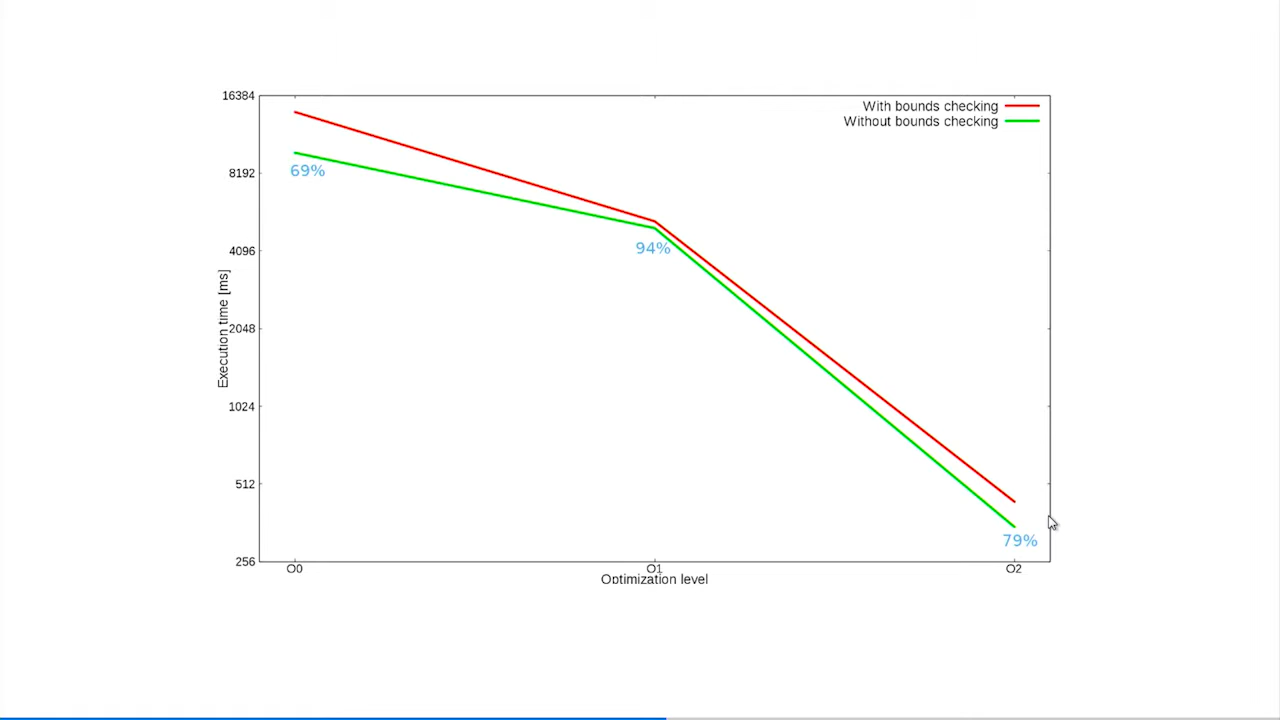 With bounds checking
Without bounds checking
16384
8192
4096
2048
1024
512
256
Execution time [ms]
69%
94%
79%
O0
O1
O2
Optimization level